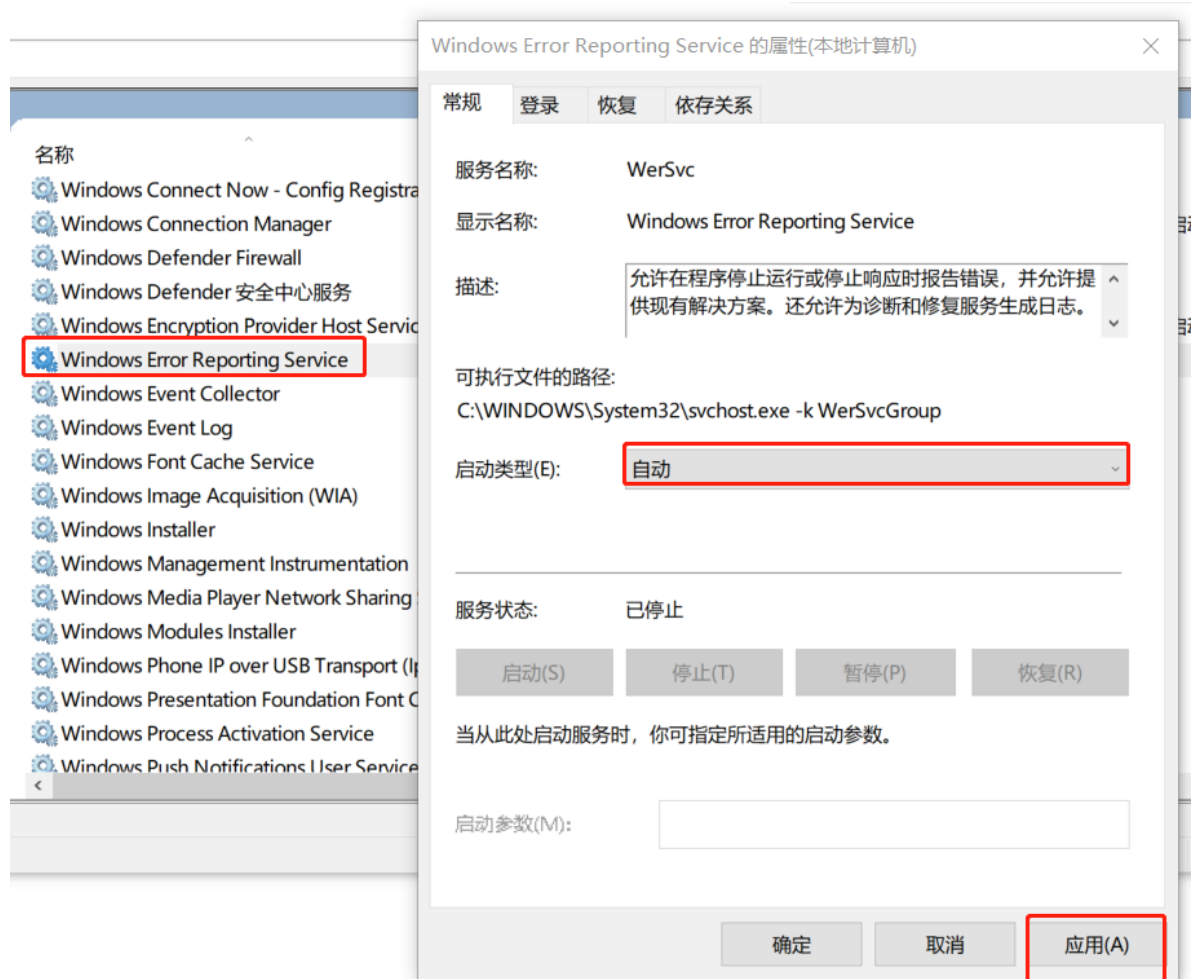 Windows Error Reporting Service 的属性(本地计算机)
常规
登录
恢复
依存关系
名称
Windows Connect Now - Config Registra
Windows Connection Manager
Windows Defender Firewall
Windows Defender 安全中心服务
Windows Encryption Provider Host Servic
Windows Error Reporting Service
Windows Event Collector
Windows Event Log
Windows Font Cache Service
Windows Image Acquisition (WIA)
Windows Installer
Windows Management Instrumentation
Windows Media Player Network Sharing
Windows Modules Installer
Windows Phone IP over USB Transport (Ip
Windows Presentation Foundation Font C
Windows Process Activation Service
Windows Push Notifications User Service
服务名称: WerSvc
显示名称: Windows Error Reporting Service
描述: 允许在程序停止运行或停止响应时报告错误，并允许提
供现有解决方案。还允许为诊断和修复服务生成日志。
可执行文件的路径:
C:\WINDOWS\System32\svchost.exe -k WerSvcGroup
启动类型(E): 自动
服务状态: 已停止
启动(S) 停止(T) 暂停(P) 恢复(R)
当从此处启动服务时，你可指定所适用的启动参数。
启动参数(M):
确定 取消 应用(A)